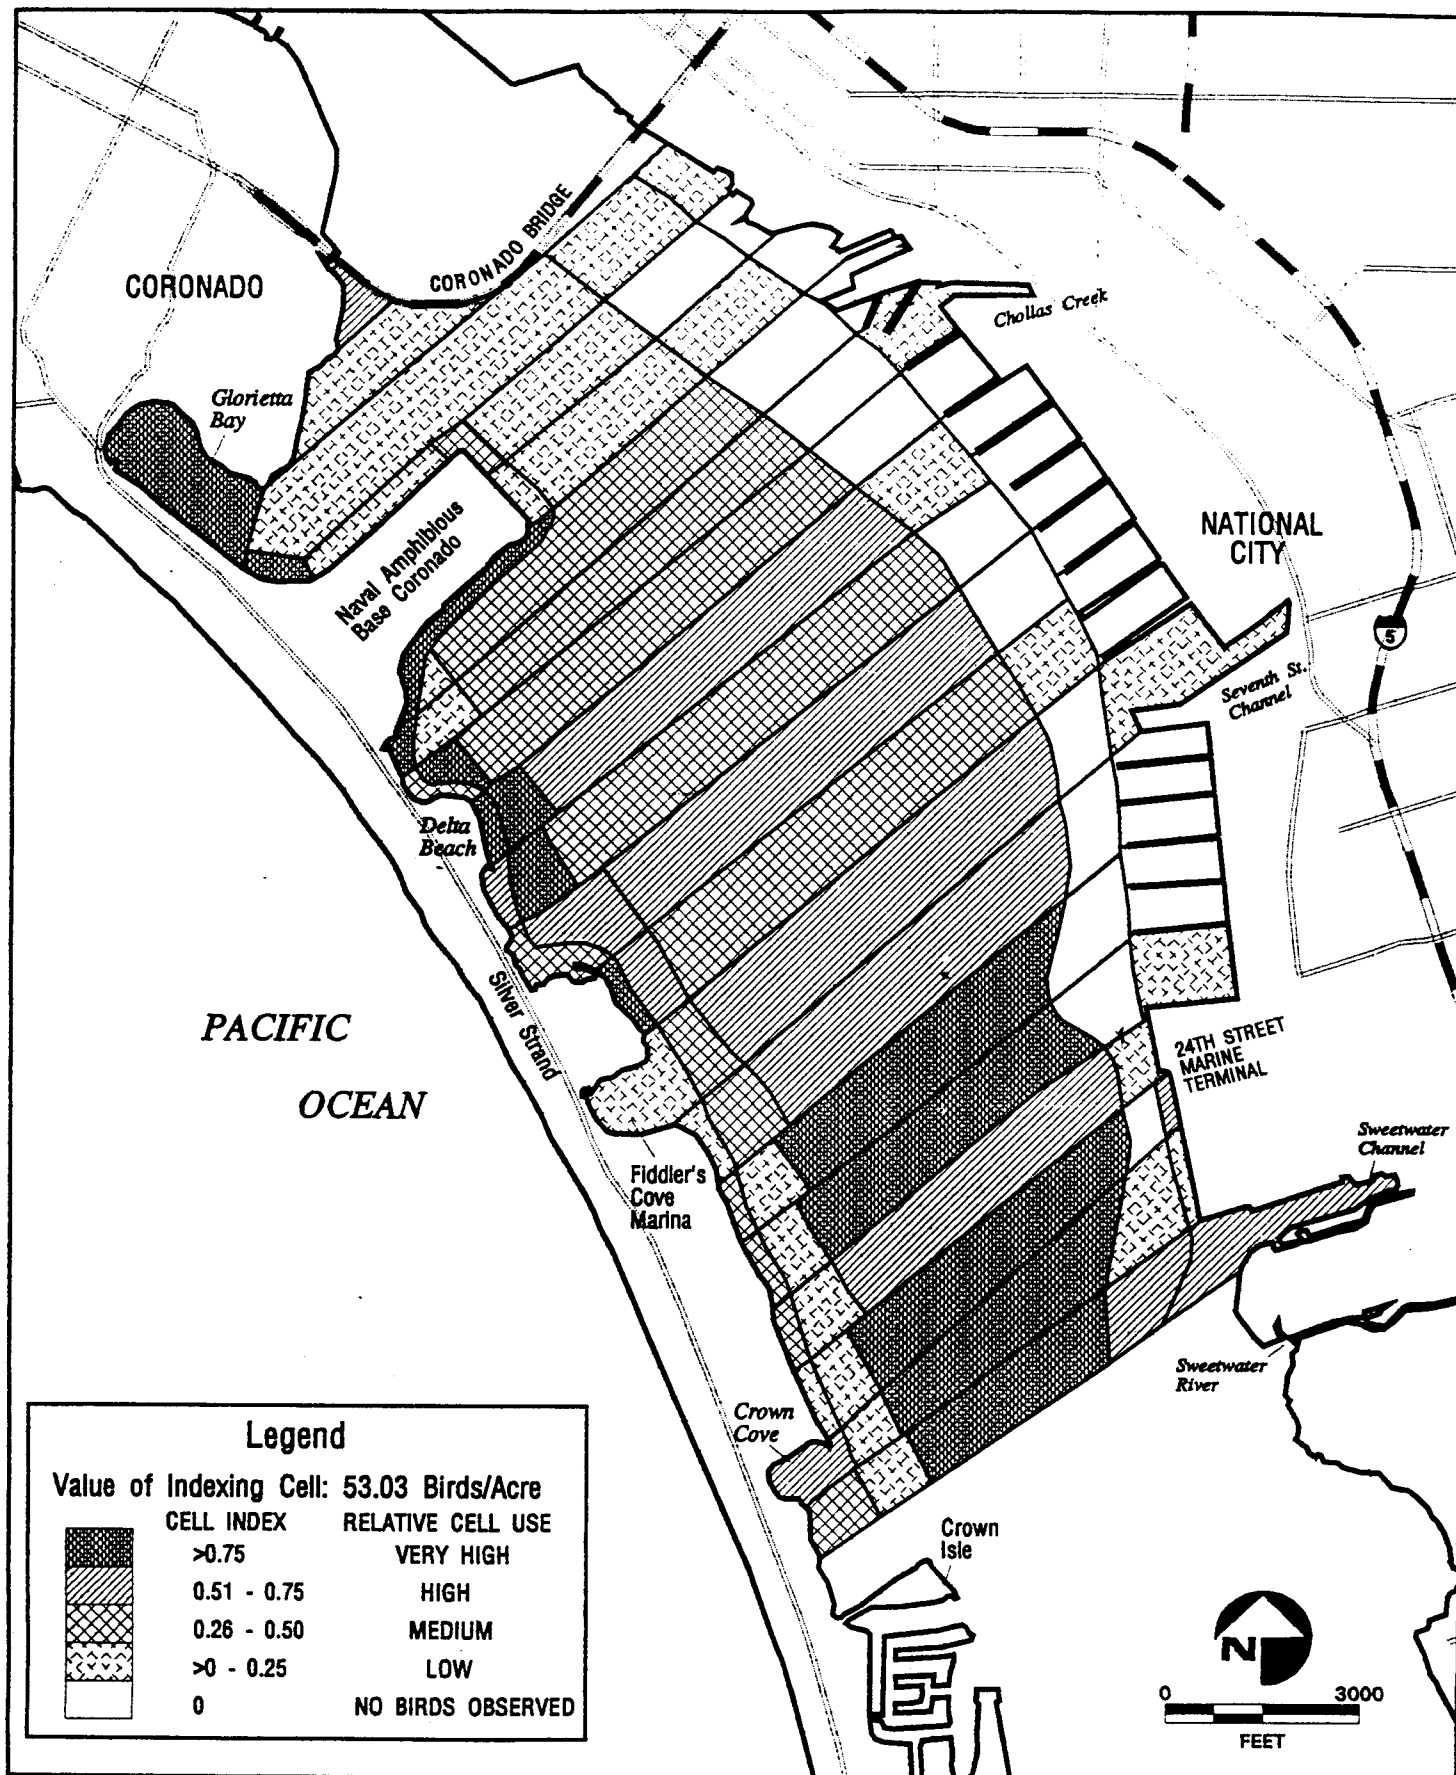 CORONADO BRIDGE
CORONADO
Chollas Creek
Glorietta
Bay
Naval Amphibious
Base Coronado
NATIONAL
CITY
5
Seventh St.
Channel
Delta
Beach
Silver Strand
PACIFIC
OCEAN
24TH STREET
MARINE
TERMINAL
Sweetwater
Channel
Fiddler's
Cove
Marina
Sweetwater
River
Crown
Cove
Crown
Isle
Legend
Value of Indexing Cell: 53.03 Birds/Acre
CELL INDEX RELATIVE CELL USE
>0.75 VERY HIGH
0.51 - 0.75 HIGH
0.26 - 0.50 MEDIUM
>0 - 0.25 LOW
0 NO BIRDS OBSERVED
N
0 3000
FEET